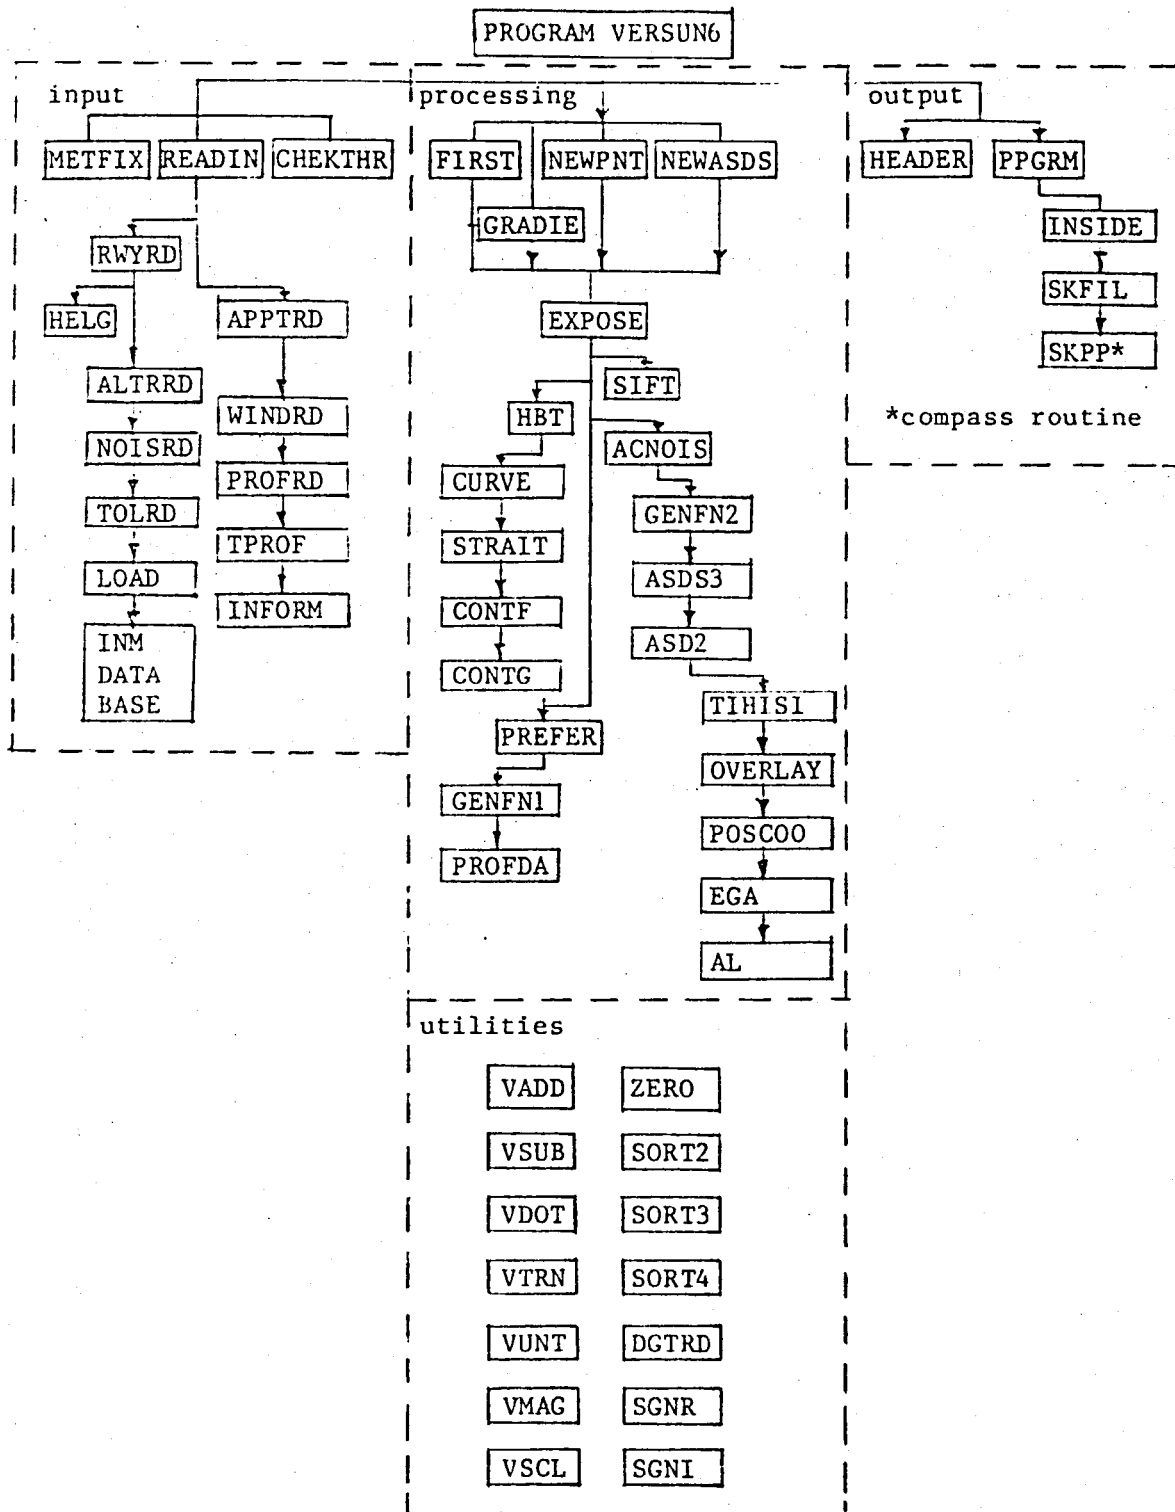 PROGRAM VERSUN6
input
METFIX
READIN
CHEKTHR
RWYRD
HELG
ALTRRD
NOISRD
TOLRD
LOAD
INM
DATA
BASE
APPTRD
WINDRD
PROFRD
TPROF
INFORM
processing
FIRST
NEWPNT
NEWASDS
GRADIE
EXPOSE
SIFT
HBT
CURVE
STRAIT
CONTF
CONTG
ACNOIS
GENFN2
ASDS3
ASD2
TIHISI
OVERLAY
POSCOO
EGA
AL
PREFER
GENFN1
PROFDA
output
HEADER
PPGRM
INSIDE
SKFIL
SKPP*
*compass routine
utilities
VADD
ZERO
VSUB
SORT2
VDOT
SORT3
VTRN
SORT4
VUNT
DGTRD
VMAG
SGNR
VSCL
SGNI